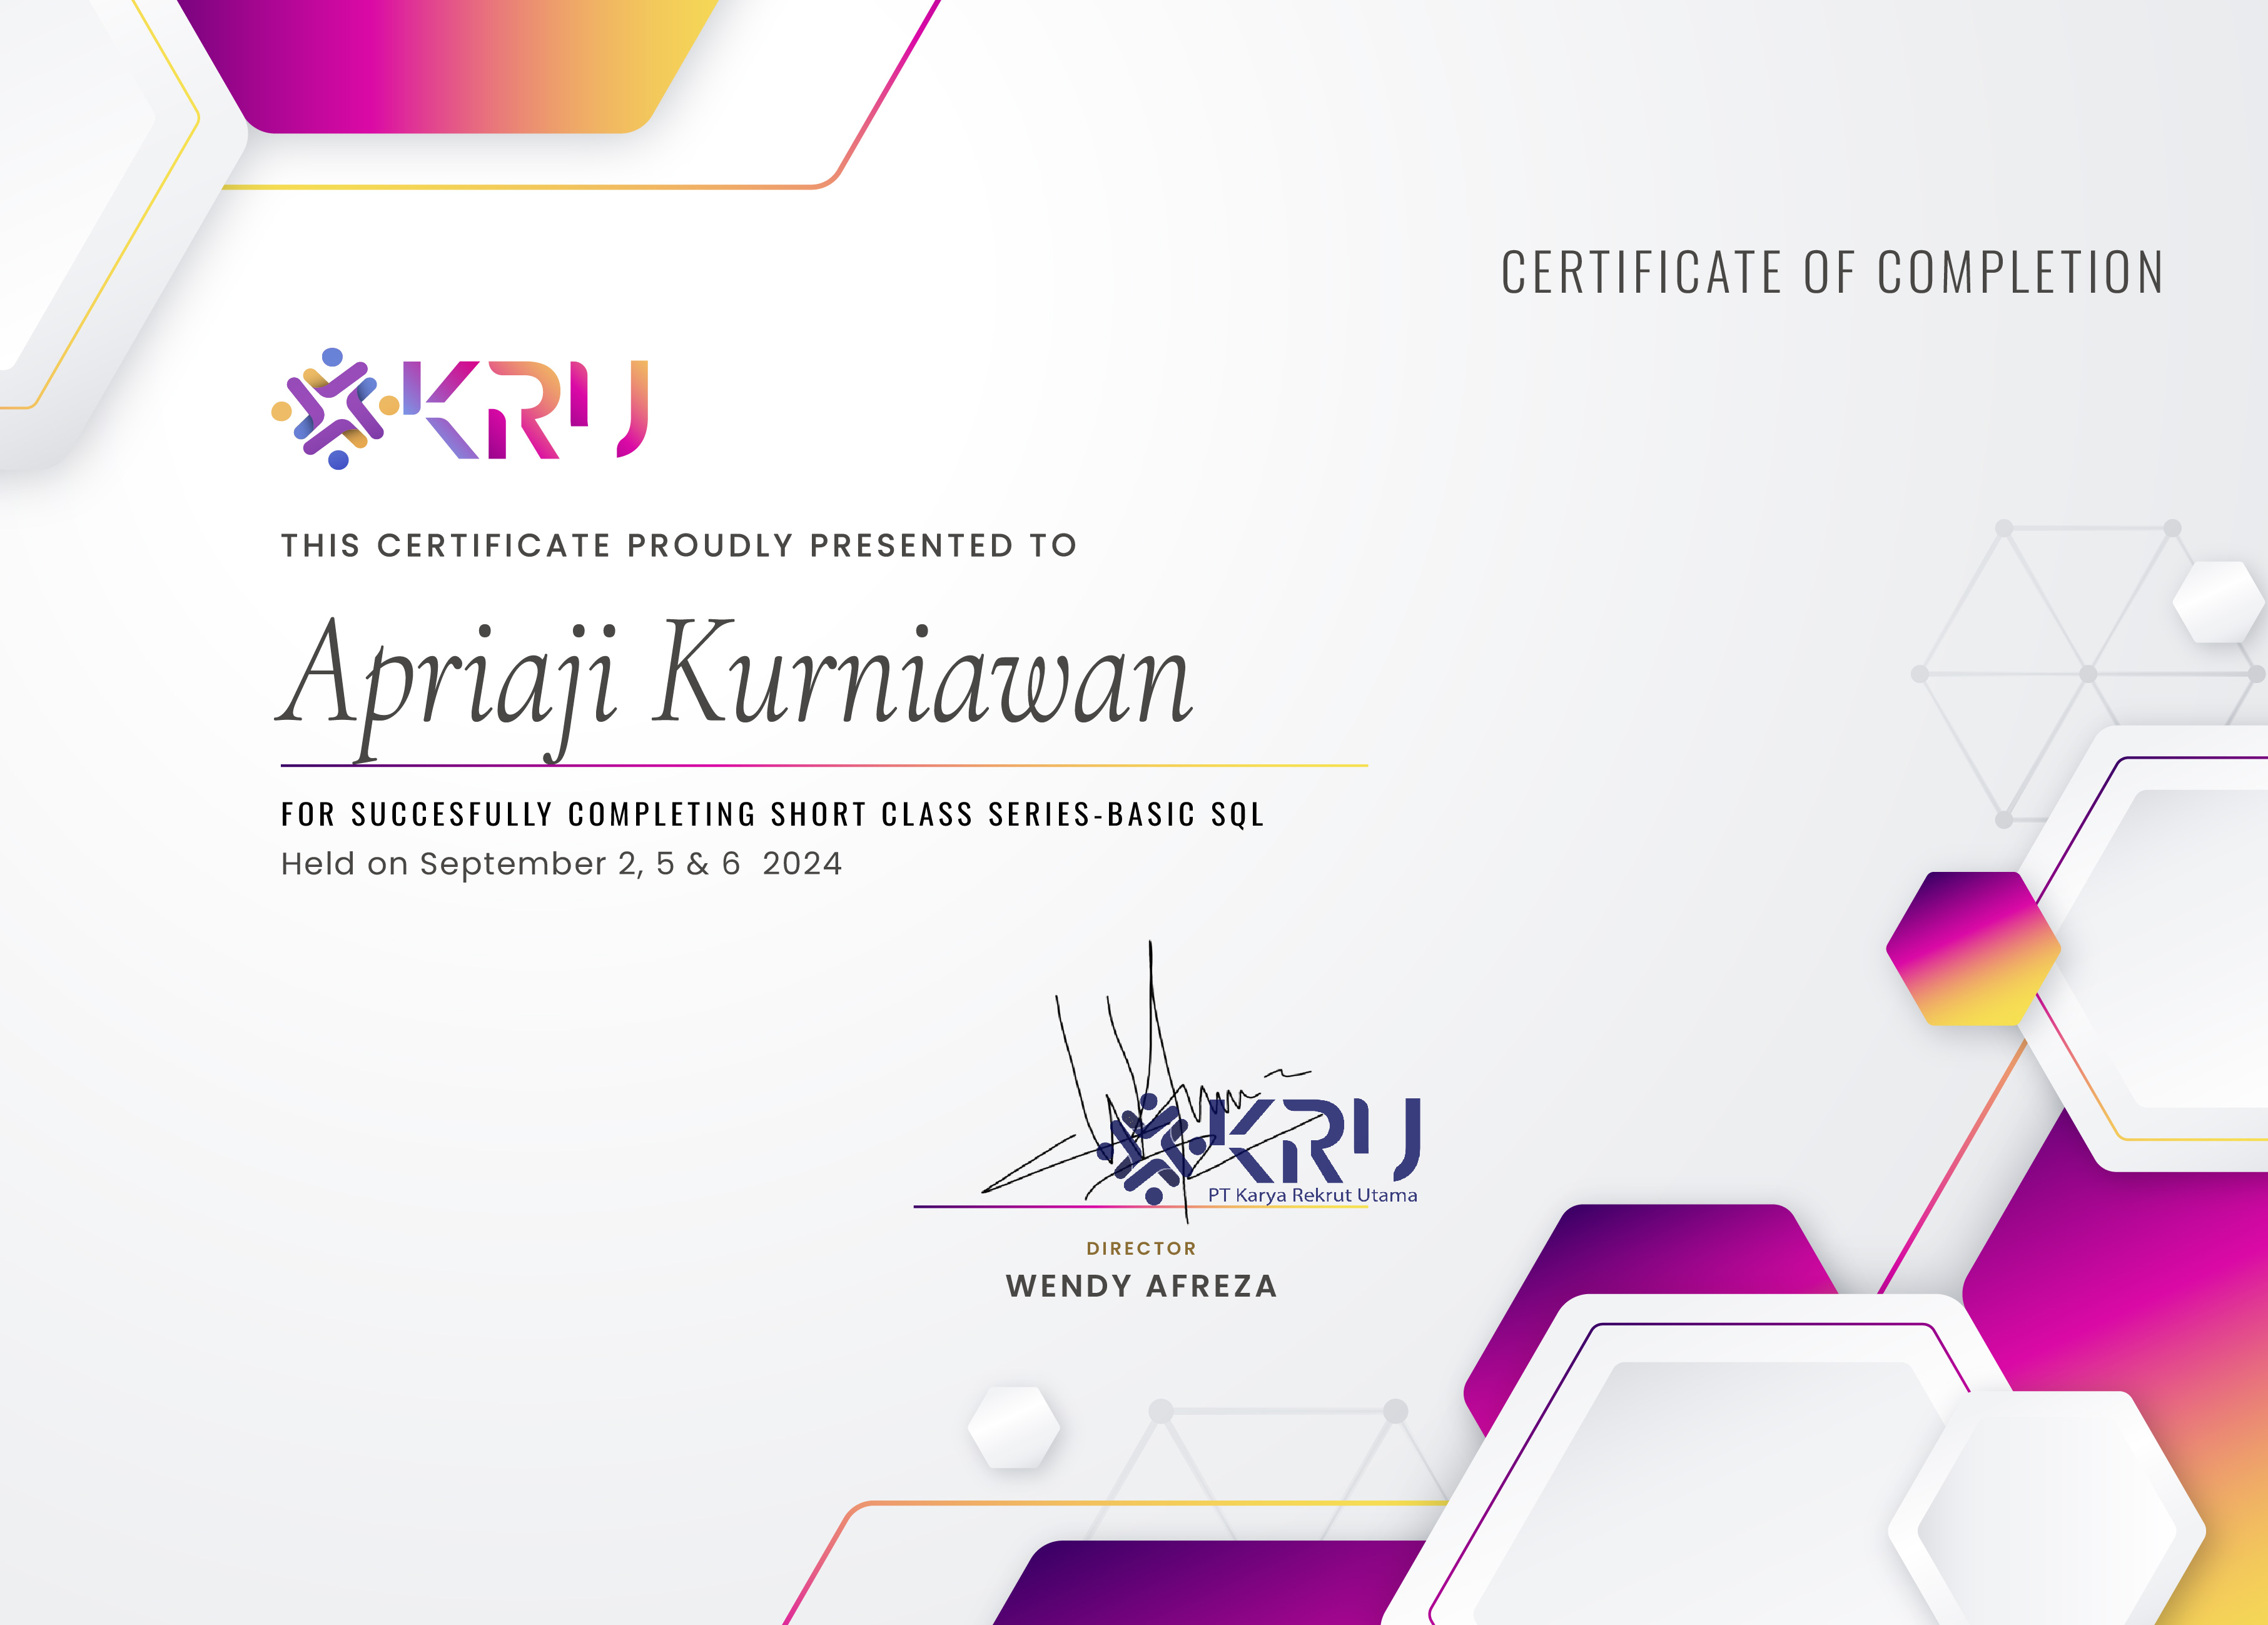 CERTIFICATE OF COMPLETION
KRU
THIS CERTIFICATE PROUDLY PRESENTED TO
Apriaji Kurniawan
FOR SUCCESFULLY COMPLETING SHORT CLASS SERIES-BASIC SQL
Held on September 2, 5 & 6 2024
KRU
PT Karya Rekrut Utama
DIRECTOR
WENDY AFREZA